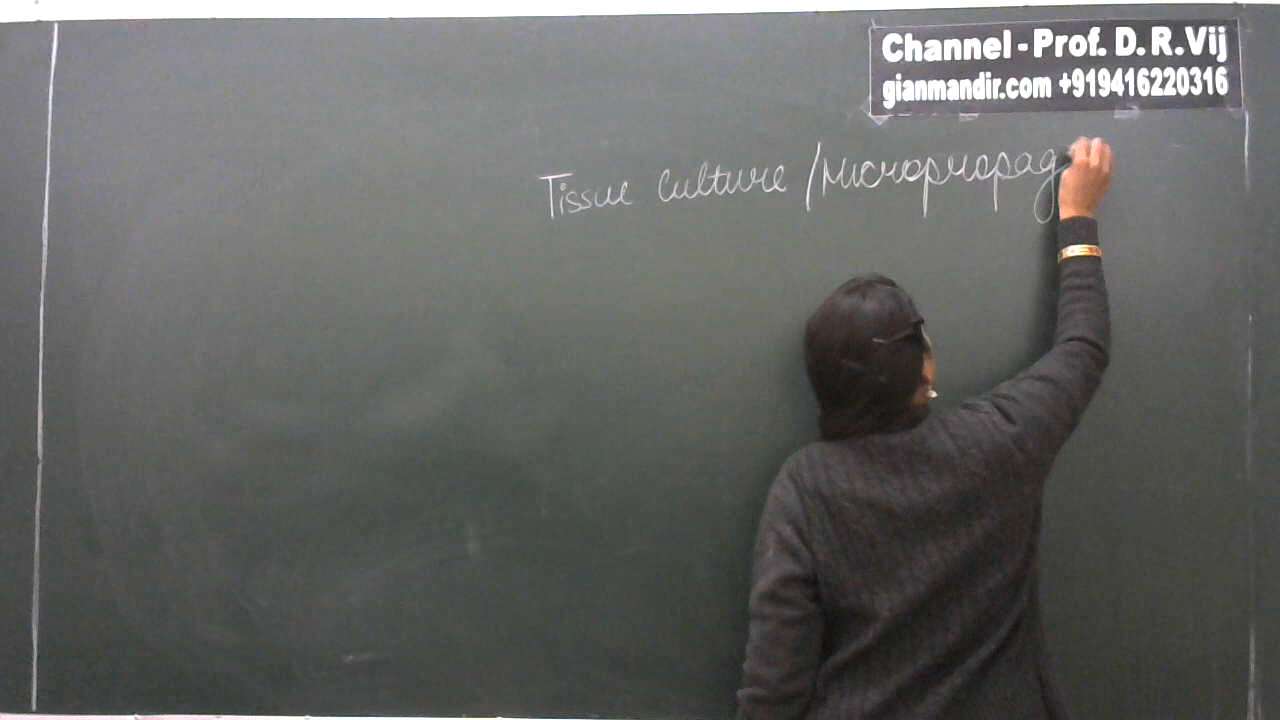 Channel - Prof. D. R. Vij
gianmandir.com +919416220316
Tissue Culture / Micropropag